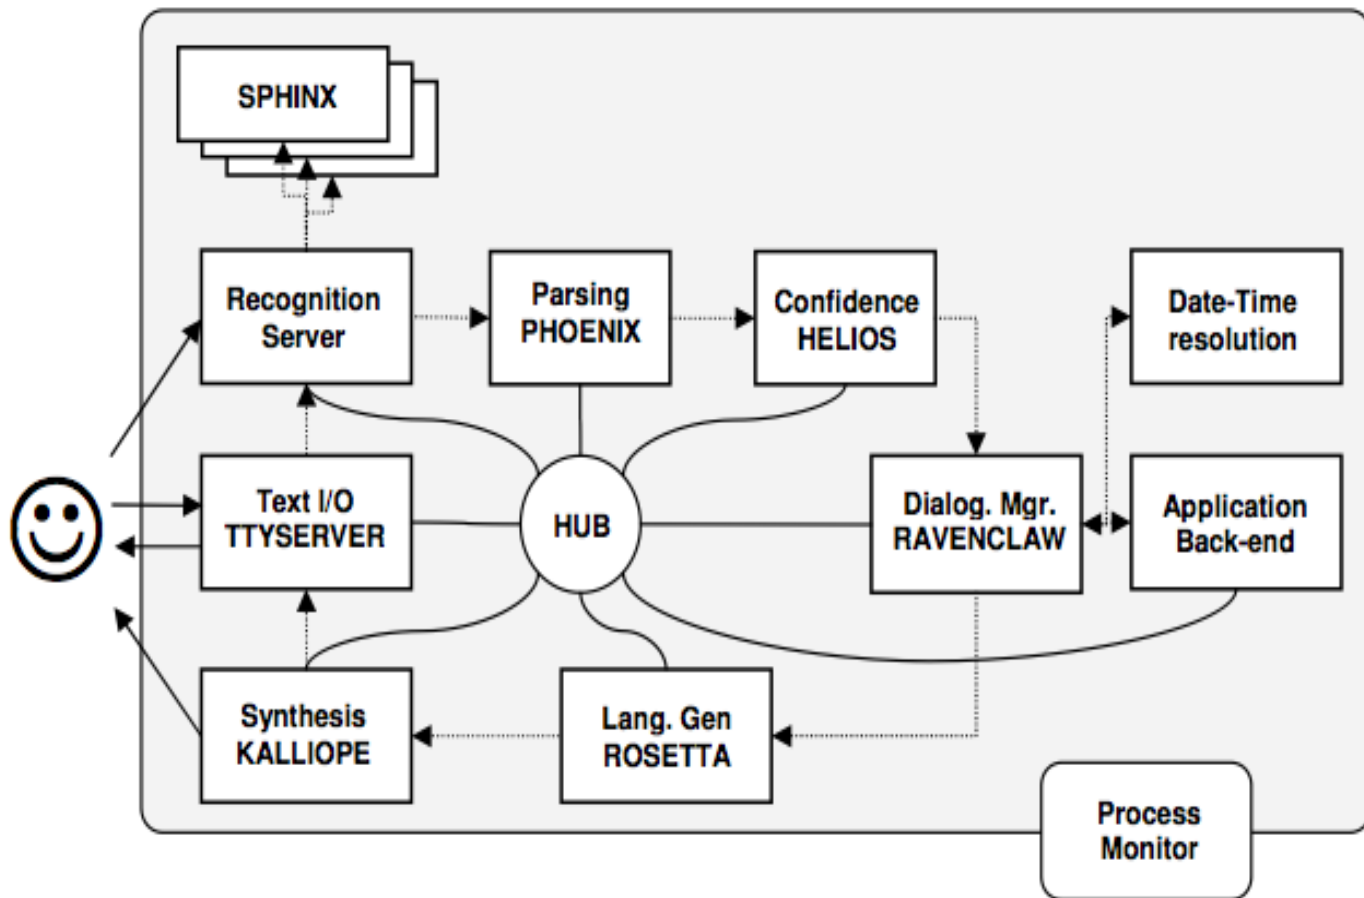 SPHINX
Recognition
Server
Parsing
PHOENIX
Confidence
HELIOS
Date-Time
resolution
Text I/O
TTYSERVER
HUB
Dialog. Mgr.
RAVENCLAW
Application
Back-end
Synthesis
KALLIOPE
Lang. Gen
ROSETTA
Process
Monitor